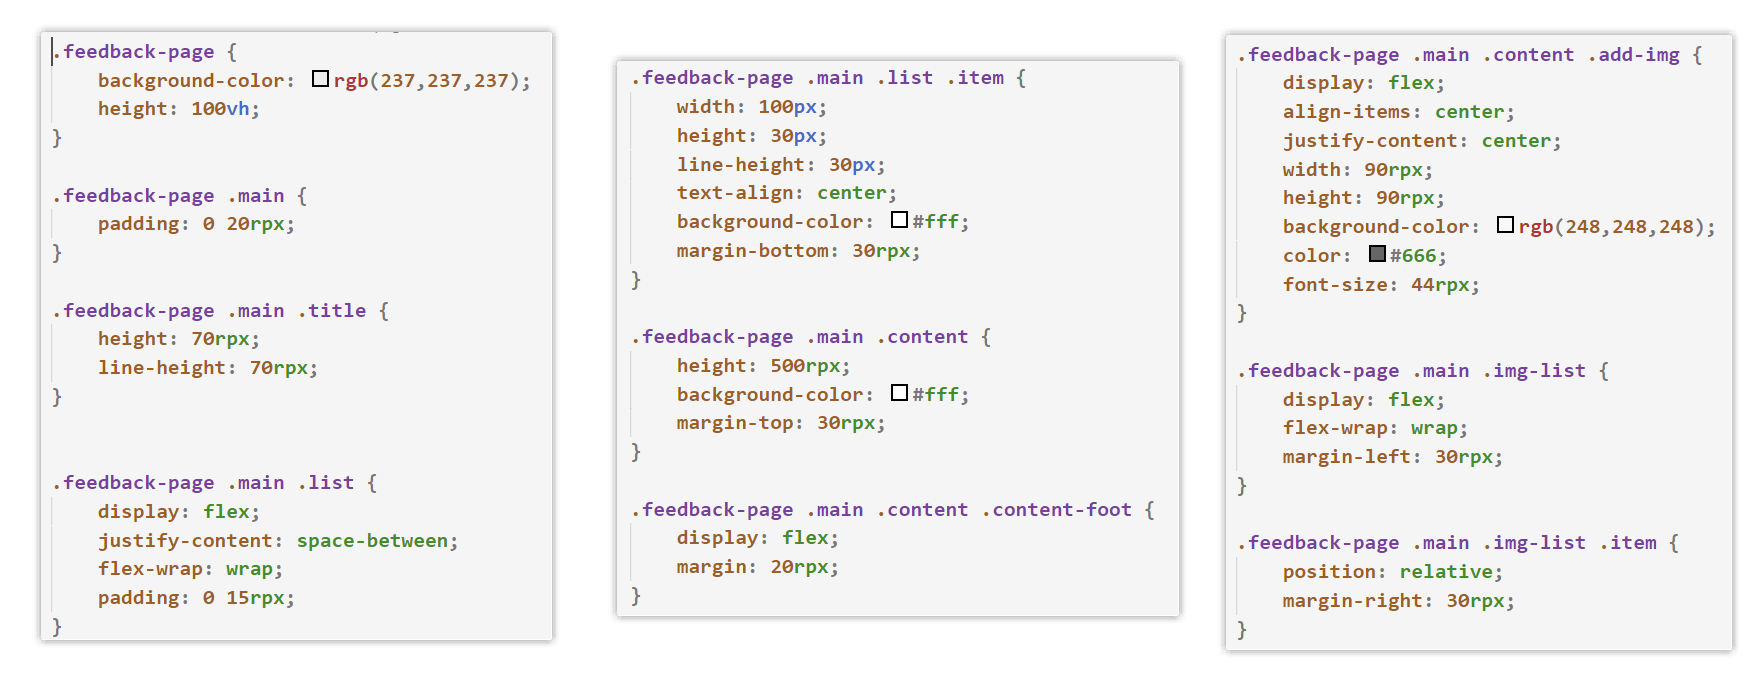 .feedback-page {
background-color: rgb(237,237,237);
height: 100vh;
}
.feedback-page .main {
padding: 0 20rpx;
}
.feedback-page .main .title {
height: 70rpx;
line-height: 70rpx;
}
.feedback-page .main .list {
display: flex;
justify-content: space-between;
flex-wrap: wrap;
padding: 0 15rpx;
}
.feedback-page .main .list .item {
width: 100px;
height: 30px;
line-height: 30px;
text-align: center;
background-color: #fff;
margin-bottom: 30rpx;
}
.feedback-page .main .content {
height: 500rpx;
background-color: #fff;
margin-top: 30rpx;
}
.feedback-page .main .content .content-foot {
display: flex;
margin: 20rpx;
}
.feedback-page .main .content .add-img {
display: flex;
align-items: center;
justify-content: center;
width: 90rpx;
height: 90rpx;
background-color: rgb(248,248,248);
color: #666;
font-size: 44rpx;
}
.feedback-page .main .img-list {
display: flex;
flex-wrap: wrap;
margin-left: 30rpx;
}
.feedback-page .main .img-list .item {
position: relative;
margin-right: 30rpx;
}